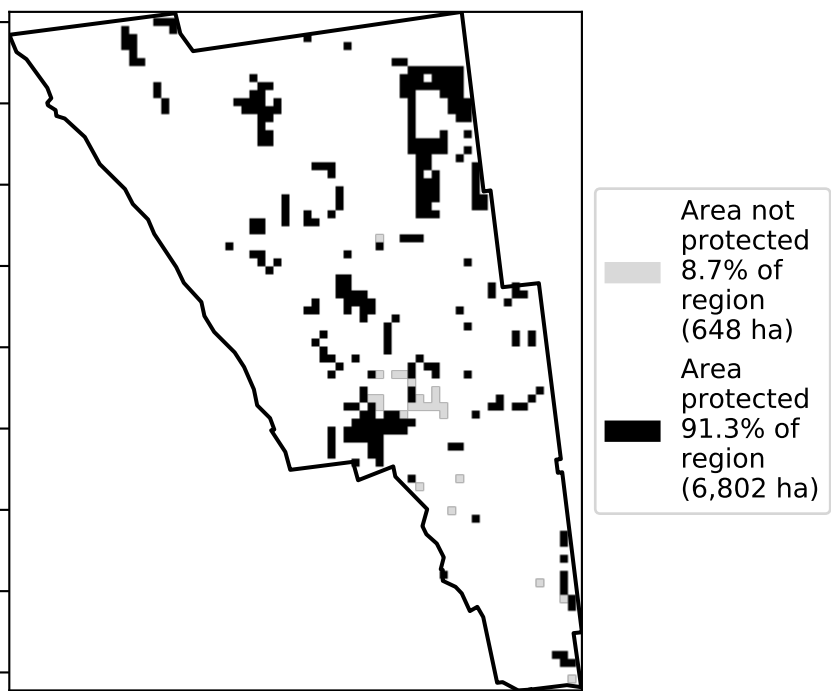 Area not
protected
8.7% of
region
(648 ha)
Area
protected
91.3% of
region
(6,802 ha)